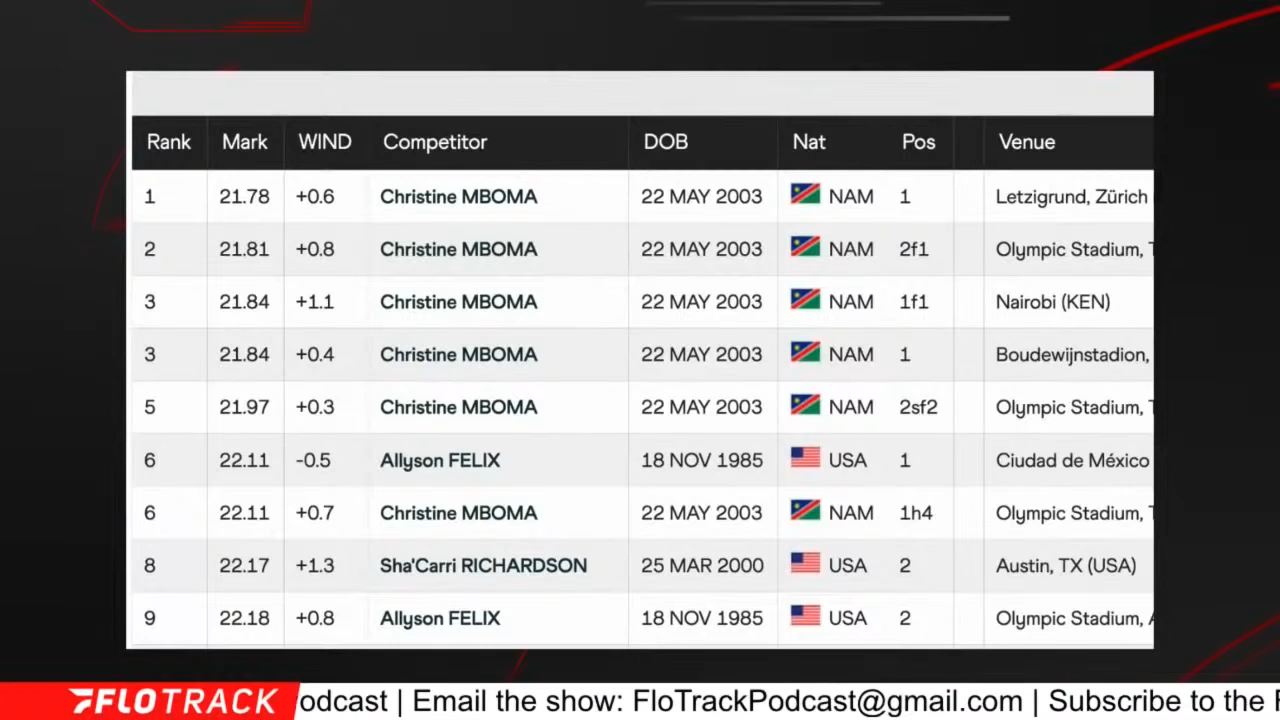 Rank Mark WIND Competitor DOB Nat Pos Venue
1 21.78 +0.6 Christine MBOMA 22 MAY 2003 NAM 1 Letzigrund, Zürich
2 21.81 +0.8 Christine MBOMA 22 MAY 2003 NAM 2f1 Olympic Stadium,
3 21.84 +1.1 Christine MBOMA 22 MAY 2003 NAM 1f1 Nairobi (KEN)
3 21.84 +0.4 Christine MBOMA 22 MAY 2003 NAM 1 Boudewijnstadion,
5 21.97 +0.3 Christine MBOMA 22 MAY 2003 NAM 2sf2 Olympic Stadium,
6 22.11 -0.5 Allyson FELIX 18 NOV 1985 USA 1 Ciudad de México
6 22.11 +0.7 Christine MBOMA 22 MAY 2003 NAM 1h4 Olympic Stadium,
8 22.17 +1.3 Sha'Carri RICHARDSON 25 MAR 2000 USA 2 Austin, TX (USA)
9 22.18 +0.8 Allyson FELIX 18 NOV 1985 USA 2 Olympic Stadium,
FLOTRACK odcast | Email the show: FloTrackPodcast@gmail.com | Subscribe to the